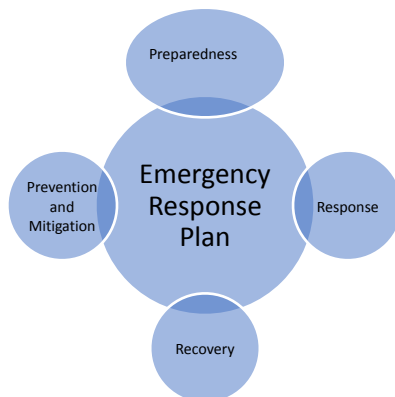 Preparedness
Emergency
Response
Plan
Prevention
and
Mitigation
Response
Recovery